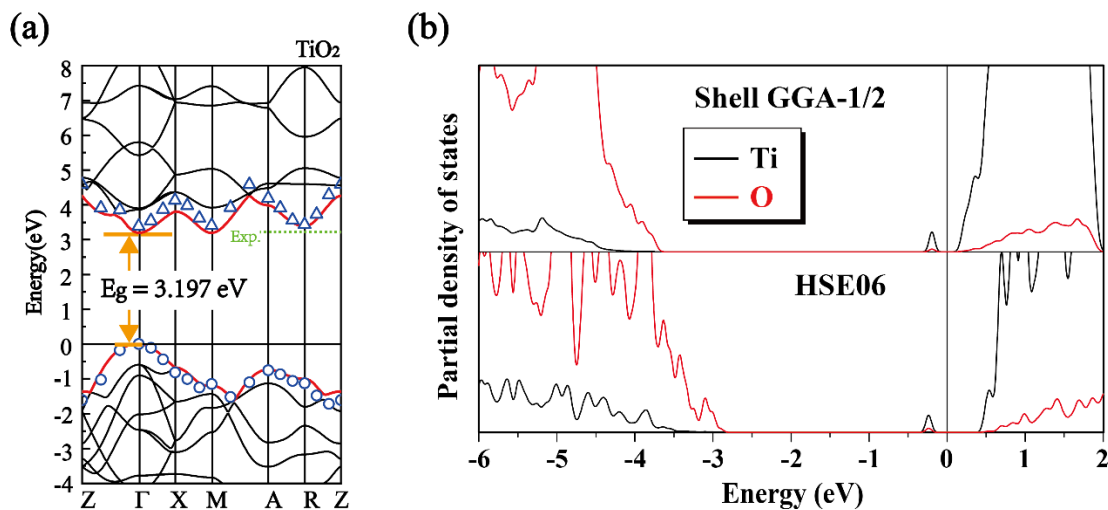 (a)
TiO2
8
7
6
5
4
3
2
1
0
-1
-2
-3
-4
Energy(eV)
Exp.
Eg = 3.197 eV
Z Γ X M A R Z
(b)
Partial density of states
Shell GGA-1/2
Ti
O
HSE06
-6 -5 -4 -3 -2 -1 0 1 2
Energy (eV)